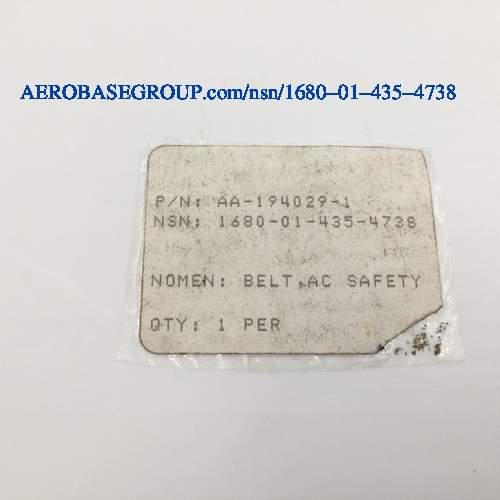 AEROBASEGROUP.com/nsn/1680-01-435-4738
P/N: AA-194029-1
NSN: 1680-01-435-4738
NOMEN: BELT,AC SAFETY
QTY: 1 PER